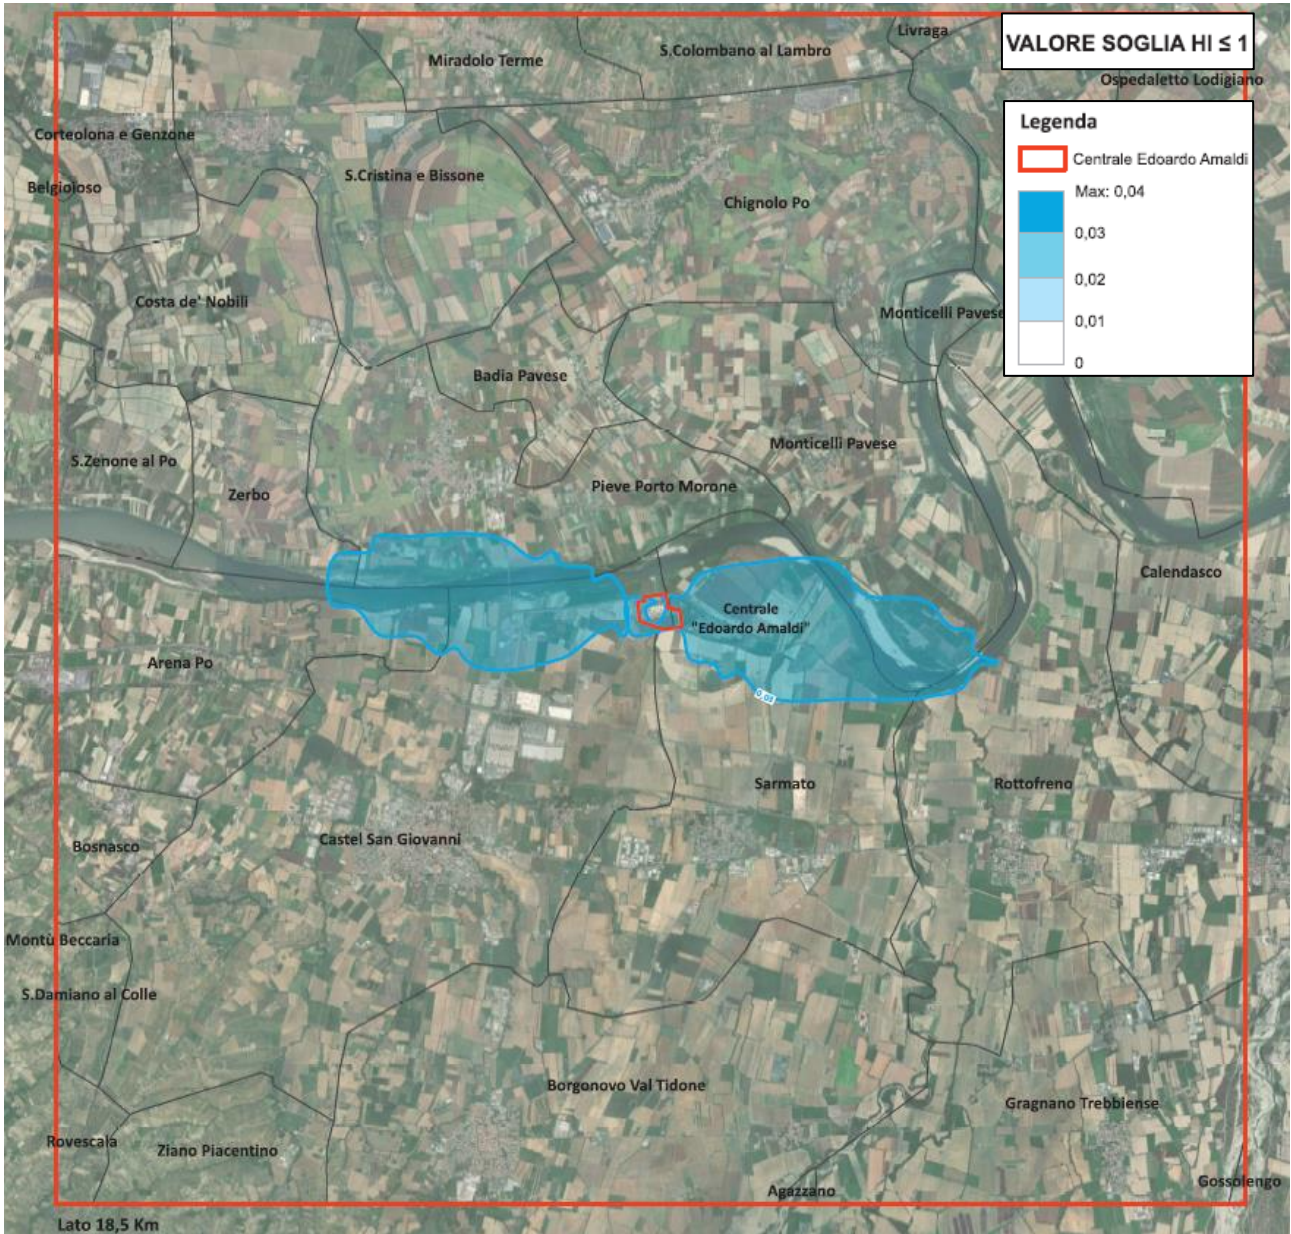 Livraga
VALORE SOGLIA HI ≤ 1
S.Colombano al Lambro
Miradolo Terme
Ospedaletto Lodigiano
Legenda
Centrale Edoardo Amaldi
Max: 0,04
0,03
0,02
0,01
0
Corteolona e Genzone
Belgioioso
S.Cristina e Bissone
Chignolo Po
Costa de' Nobili
Monticelli Pavese
Badia Pavese
Monticelli Pavese
S.Zenone al Po
Zerbo
Pieve Porto Morone
Calendasco
Centrale
"Edoardo Amaldi"
Arena Po
Sarmato
Rottofreno
Castel San Giovanni
Bosnasco
Montù Beccaria
S.Damiano al Colle
Borgonovo Val Tidone
Gragnano Trebbiense
Rovescala
Ziano Piacentino
Agazzano
Gossolengo
Lato 18,5 Km